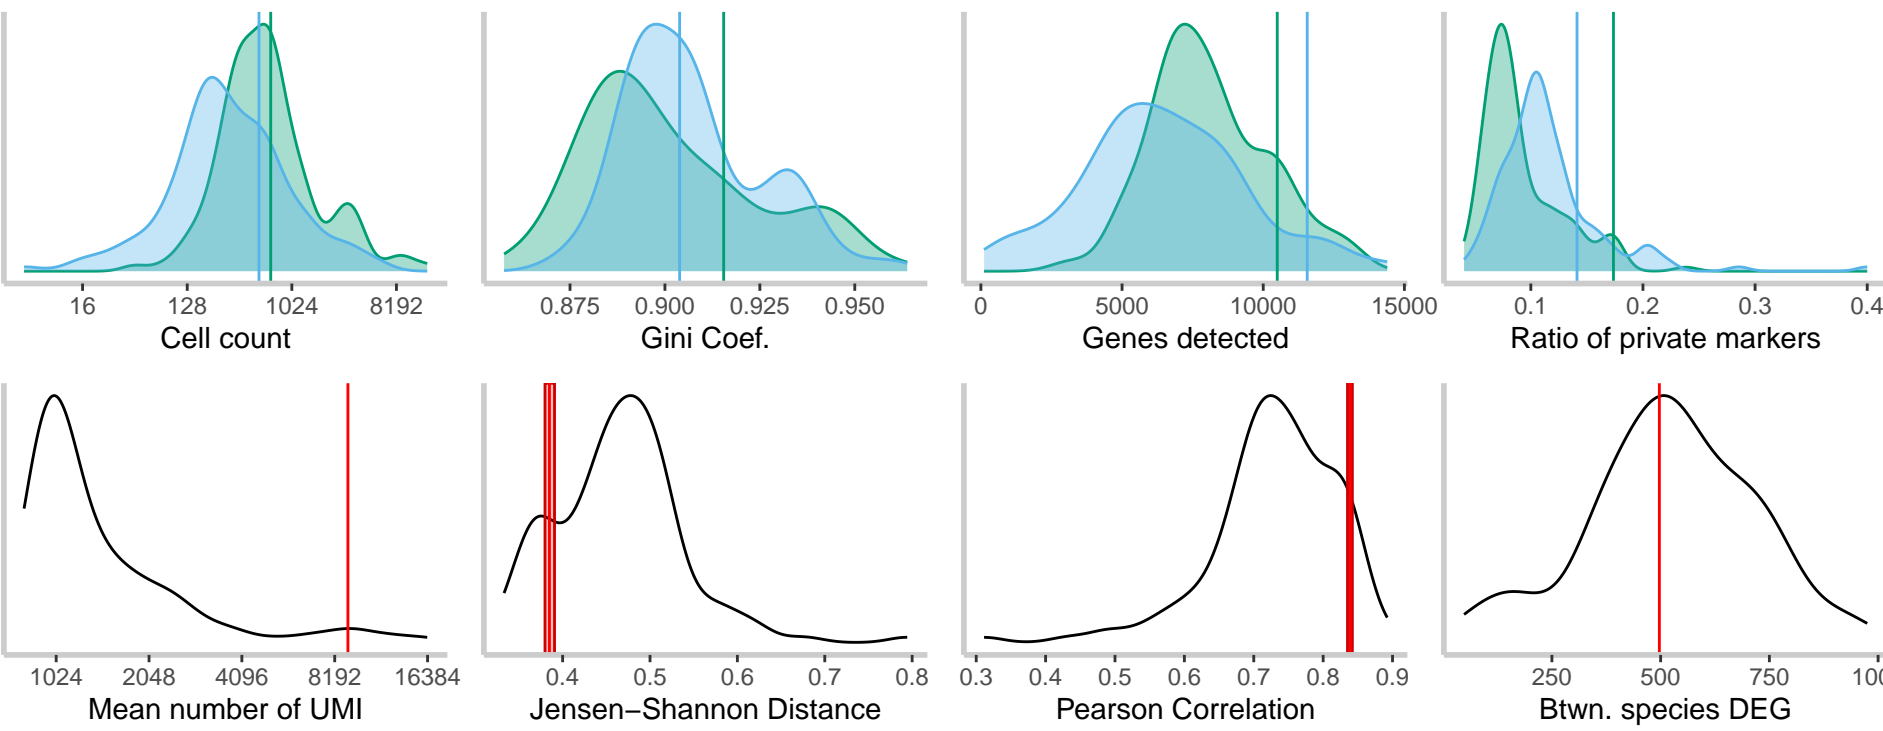 16 128 1024 8192
Cell count
0.875 0.900 0.925 0.950
Gini Coef.
0 5000 10000 15000
Genes detected
0.1 0.2 0.3 0.4
Ratio of private markers
1024 2048 4096 8192 16384
Mean number of UMI
0.4 0.5 0.6 0.7 0.8
Jensen−Shannon Distance
0.3 0.4 0.5 0.6 0.7 0.8 0.9
Pearson Correlation
250 500 750 100
Btwn. species DEG